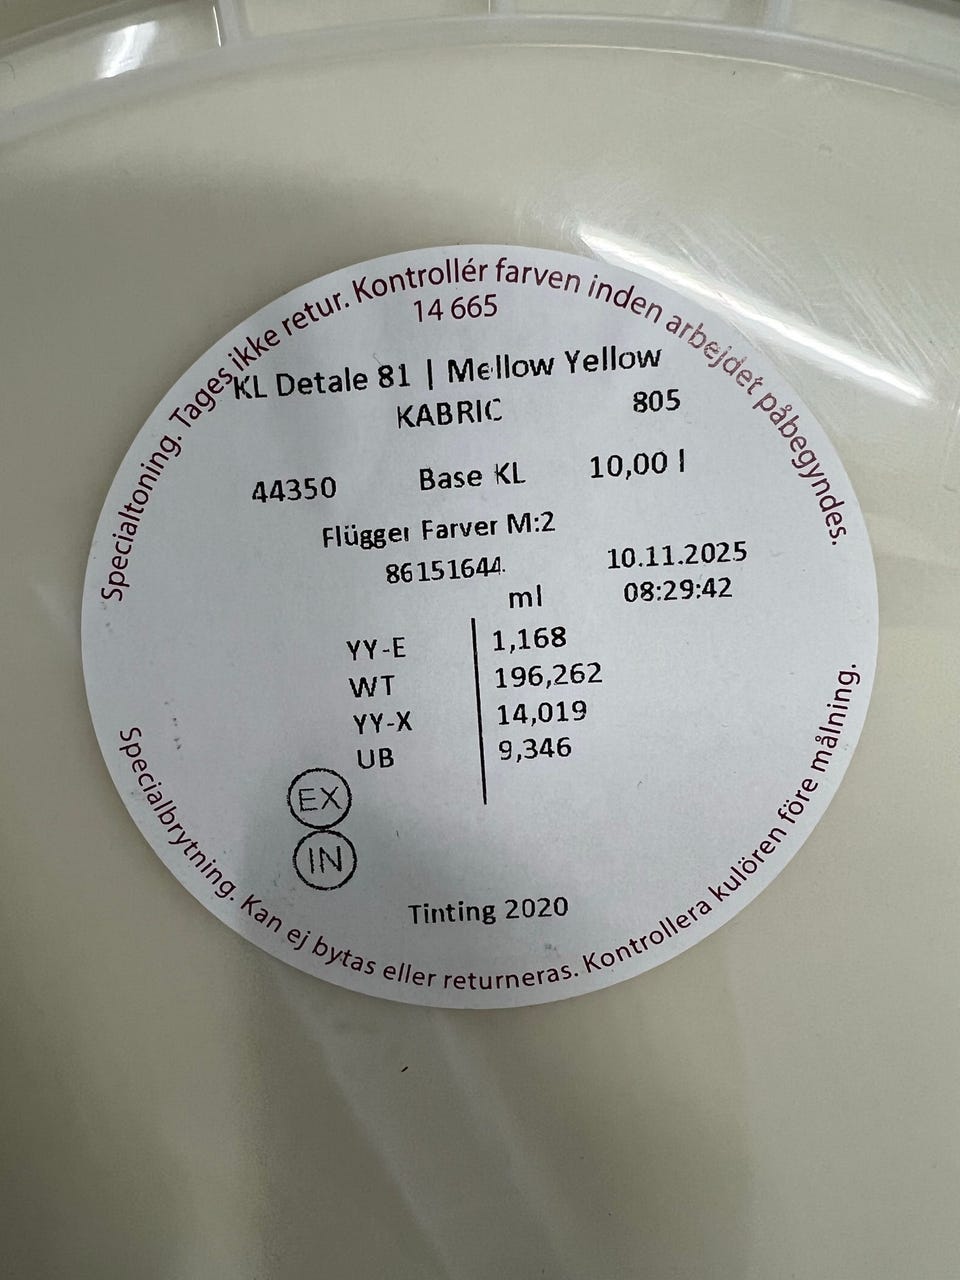 Specialtoning. Tages ikke retur. Kontrollér farven inden arbejdet påbegyndes.
14 665
KL Detale 81 | Mellow Yellow
KABRIC 805
44350 Base KL 10,00 l
Flügger Farver M:2
86151644 10.11.2025
ml 08:29:42
YY-E 1,168
WT 196,262
YY-X 14,019
UB 9,346
EX
IN
Tinting 2020
Specialbrytning. Kan ej bytas eller returneras. Kontrollera kulören före målning.